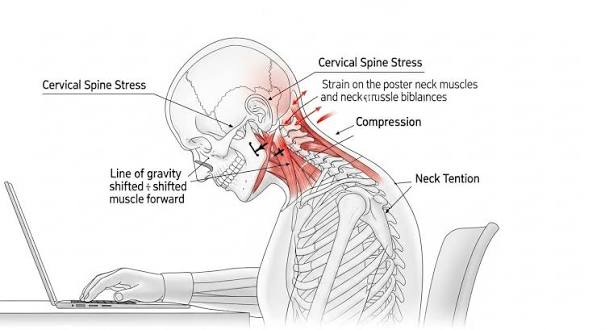 Cervical Spine Stress
Cervical Spine Stress
Strain on the poster neck muscles
and neck
Compression
Line of gravity
shifted ÷ shifted
muscle forward
Neck Tention